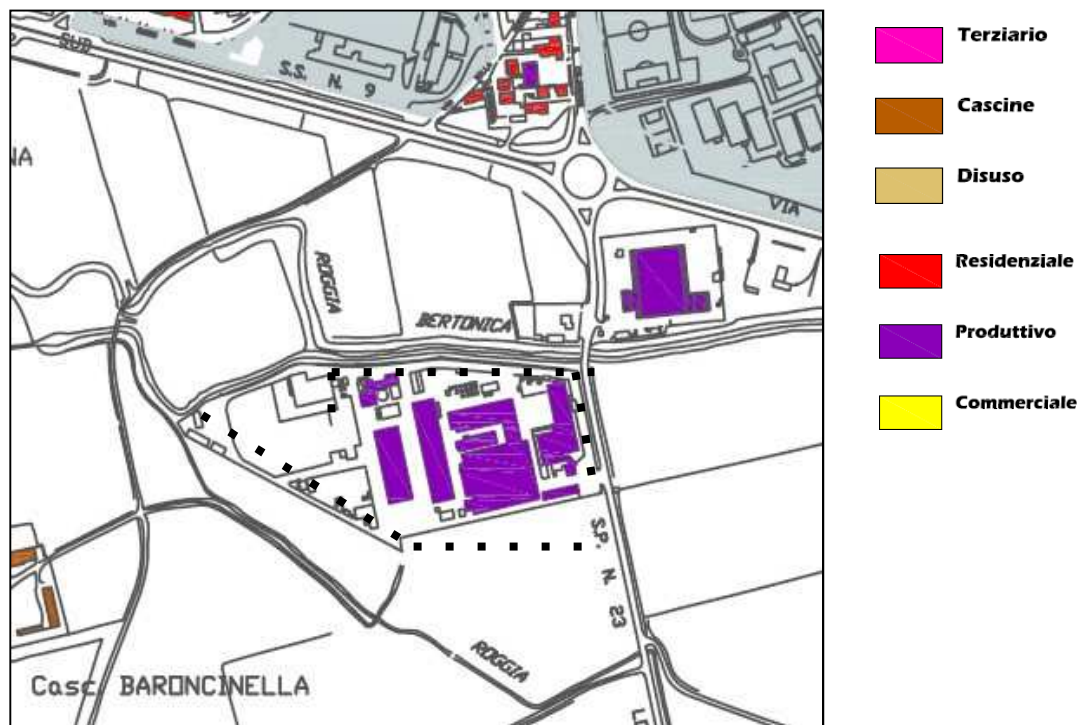 SUD
S.S. N. 9
NA
VIA
ROGGIA
BERTONICA
S.P. N. 23
ROGGIA
Casc. BARONCINELLA
Terziario
Cascine
Disuso
Residenziale
Produttivo
Commerciale